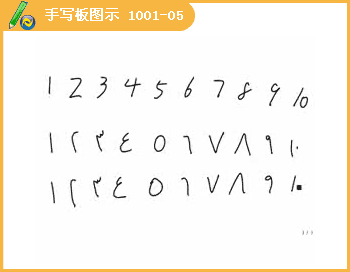 手写板图示 1001-05
1 2 3 4 5 6 7 8 9 10
١ ٢ ٣ ٤ ٥ ٦ ٧ ٨ ٩ ١٠
١ ٢ ٣ ٤ ٥ ٦ ٧ ٨ ٩ ١٠